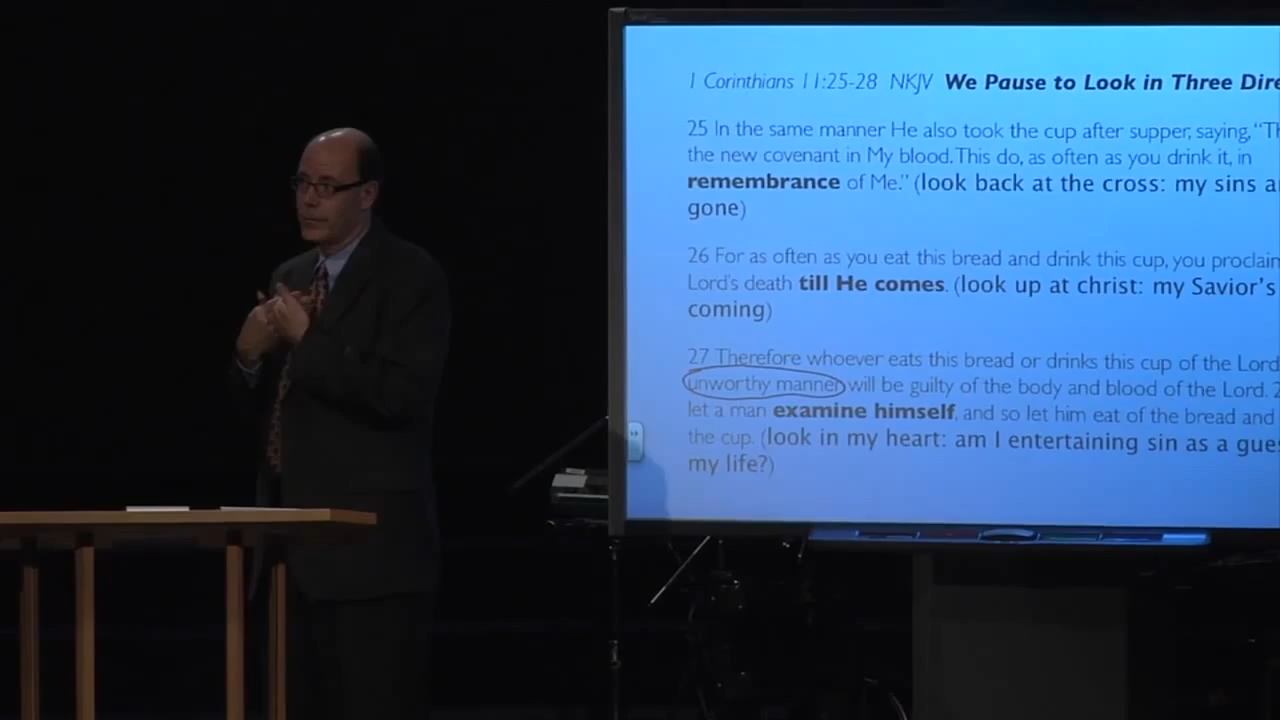 1 Corinthians 11:25-28 NKJV We Pause to Look in Three Dire
25 In the same manner He also took the cup after supper, saying, "Th
the new covenant in My blood. This do, as often as you drink it, in
remembrance of Me." (look back at the cross: my sins a
gone)
26 For as often as you eat this bread and drink this cup, you proclaim
Lord's death till He comes. (look up at christ: my Savior's
coming)
27 Therefore whoever eats this bread or drinks this cup of the Lord
unworthy manner will be guilty of the body and blood of the Lord. 2
let a man examine himself, and so let him eat of the bread and
the cup. (look in my heart: am I entertaining sin as a gues
my life?)